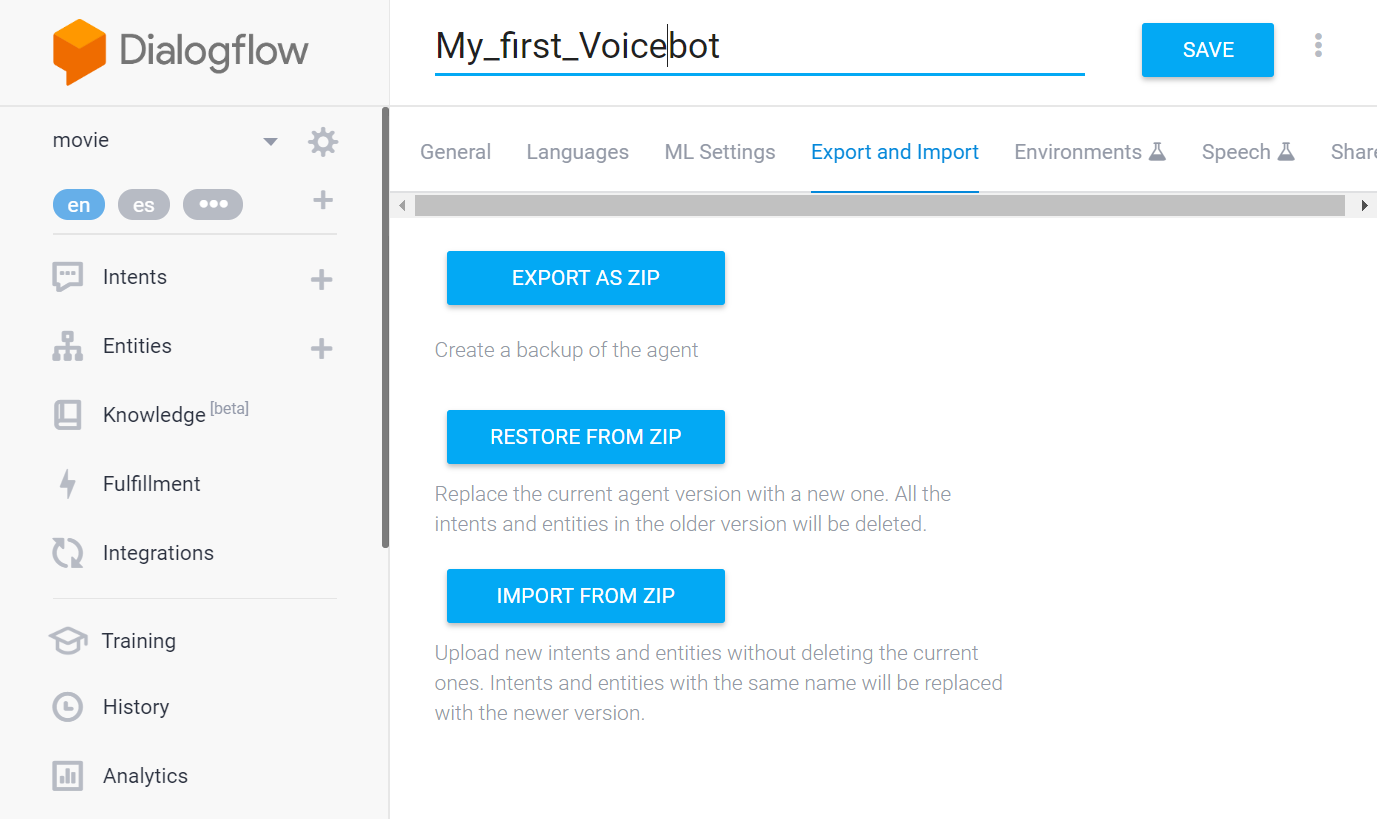 Dialogflow
My_first_Voicebot
SAVE
movie
en
es
General
Languages
ML Settings
Export and Import
Environments
Speech
Share
Intents
Entities
Knowledge [beta]
Fulfillment
Integrations
Training
History
Analytics
EXPORT AS ZIP
Create a backup of the agent
RESTORE FROM ZIP
Replace the current agent version with a new one. All the
intents and entities in the older version will be deleted.
IMPORT FROM ZIP
Upload new intents and entities without deleting the current
ones. Intents and entities with the same name will be replaced
with the newer version.